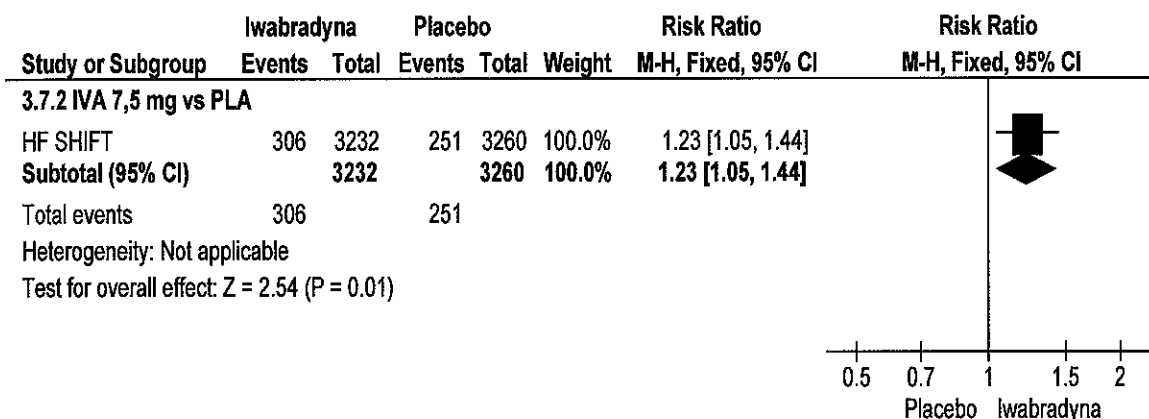 Iwabradyna Placebo Risk Ratio Risk Ratio
Study or Subgroup Events Total Events Total Weight M-H, Fixed, 95% CI M-H, Fixed, 95% CI
3.7.2 IVA 7,5 mg vs PLA
HF SHIFT 306 3232 251 3260 100.0% 1.23 [1.05, 1.44]
Subtotal (95% CI) 3232 3260 100.0% 1.23 [1.05, 1.44]
Total events 306 251
Heterogeneity: Not applicable
Test for overall effect: Z = 2.54 (P = 0.01)
0.5 0.7 1 1.5 2
Placebo Iwabradyna